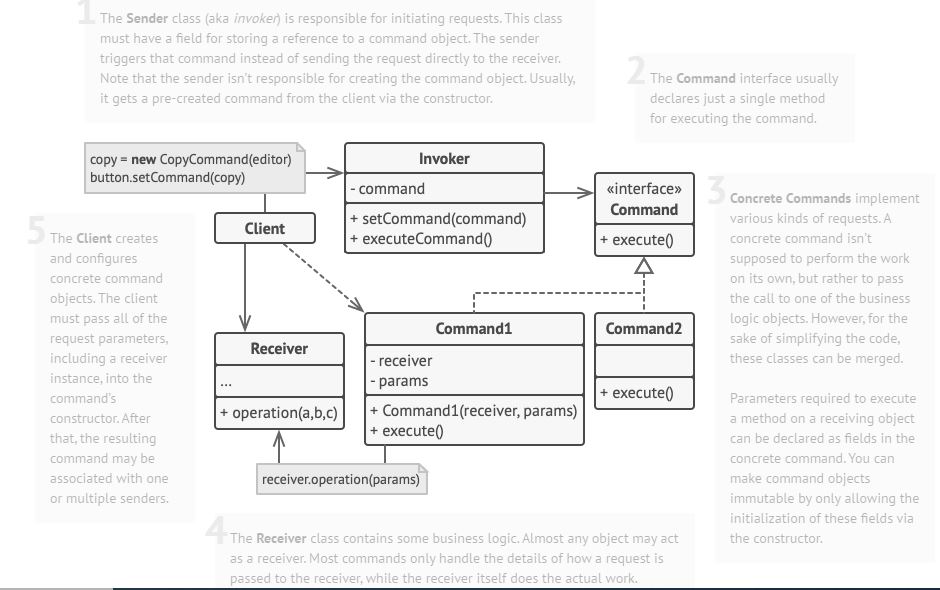 1
The Sender class (aka invoker) is responsible for initiating requests. This class
must have a field for storing a reference to a command object. The sender
triggers that command instead of sending the request directly to the receiver.
Note that the sender isn't responsible for creating the command object. Usually,
it gets a pre-created command from the client via the constructor.
2
The Command interface usually
declares just a single method
for executing the command.
copy = new CopyCommand(editor)
button.setCommand(copy)
Invoker
- command
+ setCommand(command)
+ executeCommand()
«interface»
Command
+ execute()
3
Concrete Commands implement
various kinds of requests. A
concrete command isn't
supposed to perform the work
on its own, but rather to pass
the call to one of the business
logic objects. However, for the
sake of simplifying the code,
these classes can be merged.
Parameters required to execute
a method on a receiving object
can be declared as fields in the
concrete command. You can
make command objects
immutable by only allowing the
initialization of these fields via
the constructor.
5
The Client creates
and configures
concrete command
objects. The client
must pass all of the
request parameters,
including a receiver
instance, into the
command's
constructor. After
that, the resulting
command may be
associated with one
or multiple senders.
Client
Receiver
...
+ operation(a,b,c)
Command1
- receiver
- params
+ Command1(receiver, params)
+ execute()
Command2
+ execute()
receiver.operation(params)
4
The Receiver class contains some business logic. Almost any object may act
as a receiver. Most commands only handle the details of how a request is
passed to the receiver, while the receiver itself does the actual work.